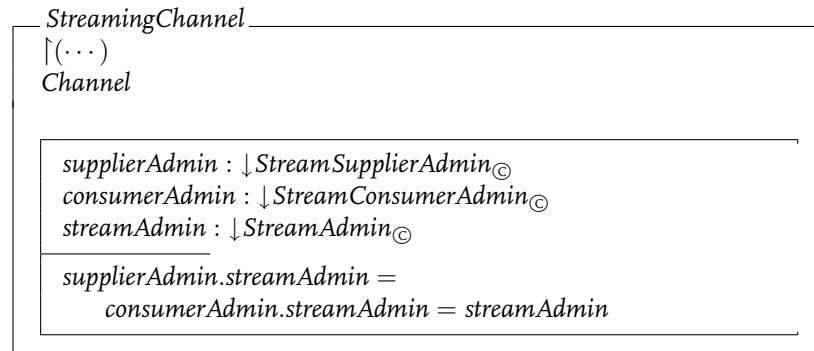 StreamingChannel
↾(···)
Channel
supplierAdmin : ↓StreamSupplierAdmin©
consumerAdmin : ↓StreamConsumerAdmin©
streamAdmin : ↓StreamAdmin©
supplierAdmin.streamAdmin =
consumerAdmin.streamAdmin = streamAdmin